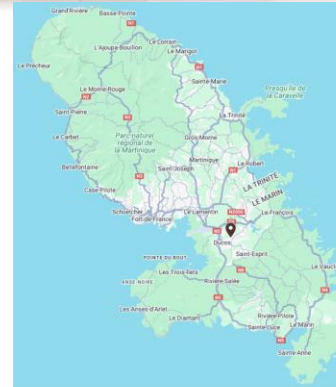 Grand'Rivière
Basse-Pointe
N1
Le Lorrain
L'Ajoupa-Bouillon
Le Marigot
Le Prêcheur
Sainte-Marie
Le Morne-Rouge
Presqu'île de
la Caravelle
Saint-Pierre
La Trinité
Parc naturel
régional de
la Martinique
Gros-Morne
Le Carbet
Martinique
Le Robert
Bellefontaine
Saint-Joseph
LA TRINITÉ
LE MARIN
Case-Pilote
Schoelcher
Fort-de-France
Le Lamentin
Le François
Ducos
Saint-Esprit
POINTE DU BOUT
Les Trois-Îlets
ANSE NOIRE
Rivière-Salée
Les Anses-d'Arlet
Le Diamant
Rivière-Pilote
Sainte-Luce
Le Marin
Sainte-Anne